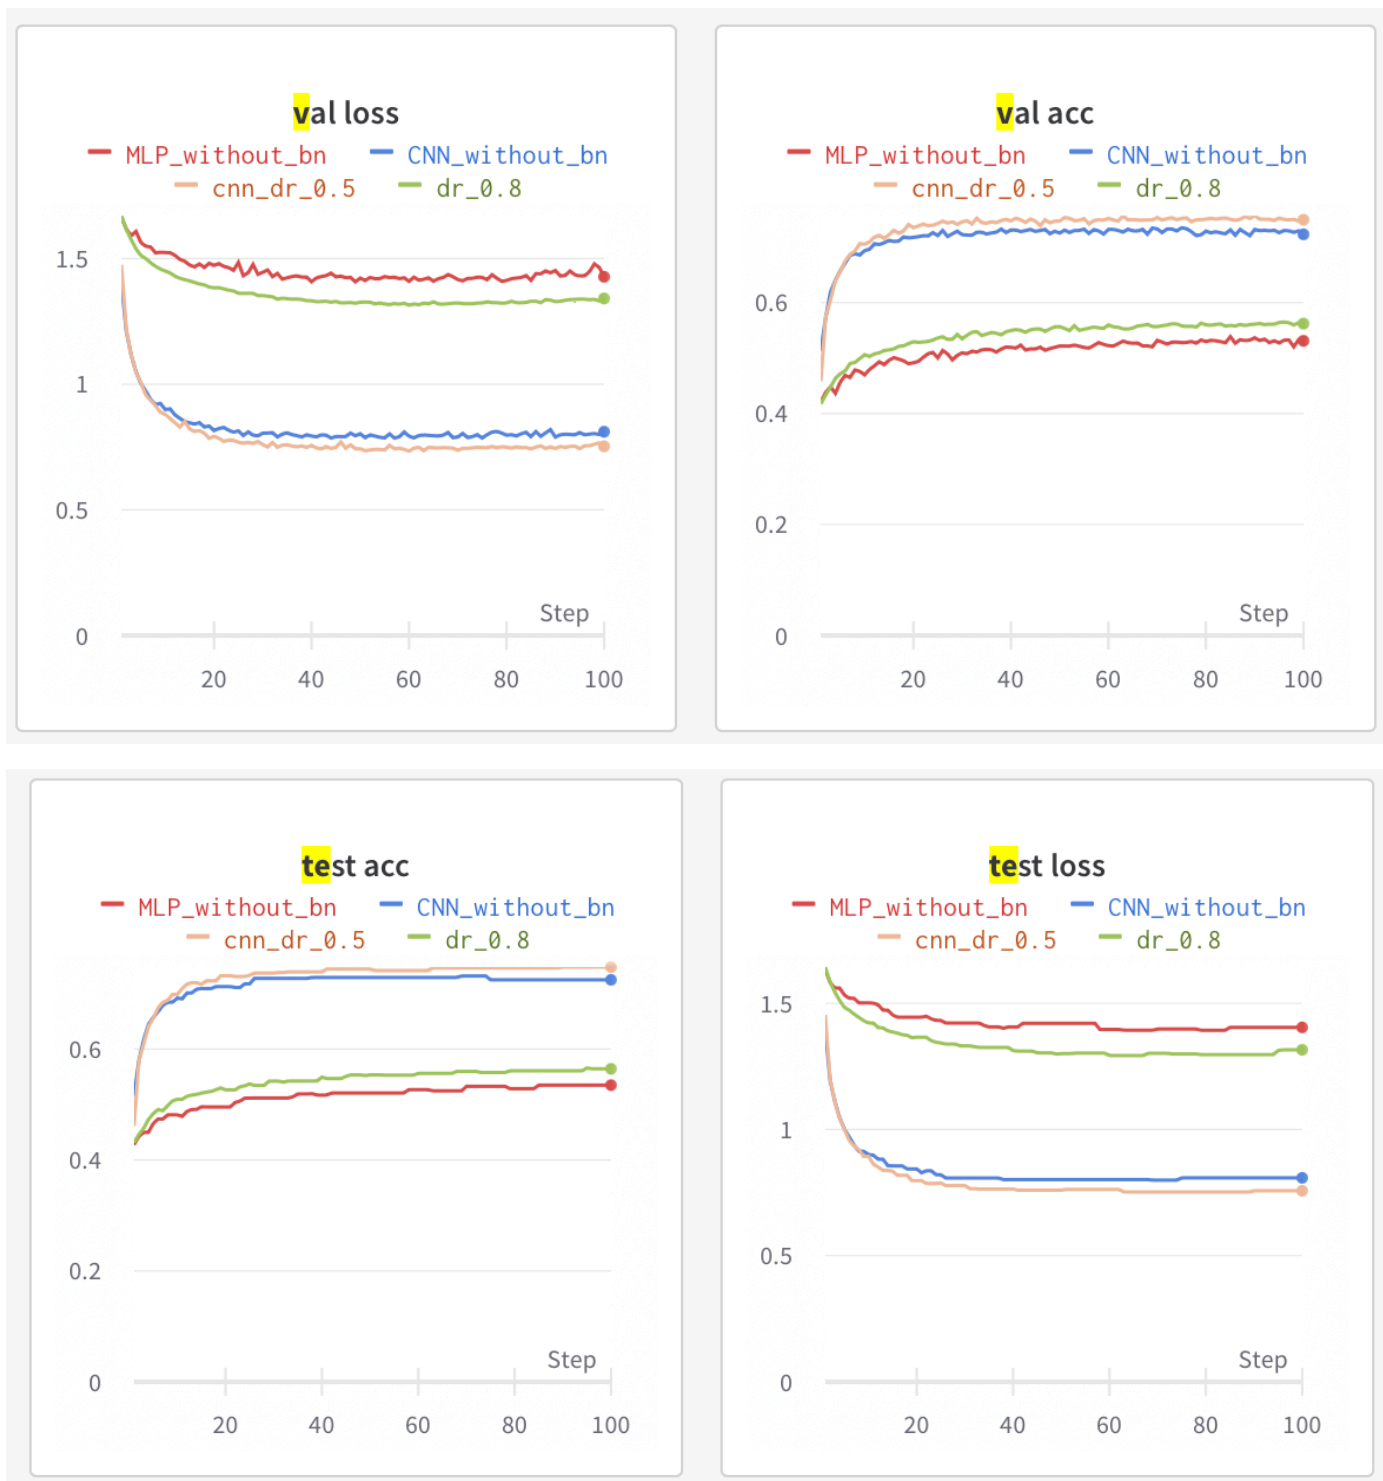 val loss
MLP_without_bn CNN_without_bn
cnn_dr_0.5 dr_0.8
1.5
1
0.5
Step
0
20 40 60 80 100
val acc
MLP_without_bn CNN_without_bn
cnn_dr_0.5 dr_0.8
0.6
0.4
0.2
Step
0
20 40 60 80 100
test acc
MLP_without_bn CNN_without_bn
cnn_dr_0.5 dr_0.8
0.6
0.4
0.2
Step
0
20 40 60 80 100
test loss
MLP_without_bn CNN_without_bn
cnn_dr_0.5 dr_0.8
1.5
1
0.5
Step
0
20 40 60 80 100